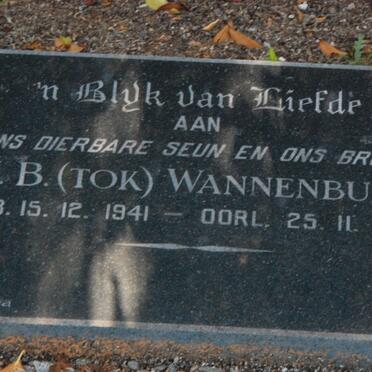 'n Blyk van Liefde
AAN
NS DIERBARE SEUN EN ONS BR
. B. (TOK) WANNENBU
B. 15. 12. 1941 — OORL. 25. 11.